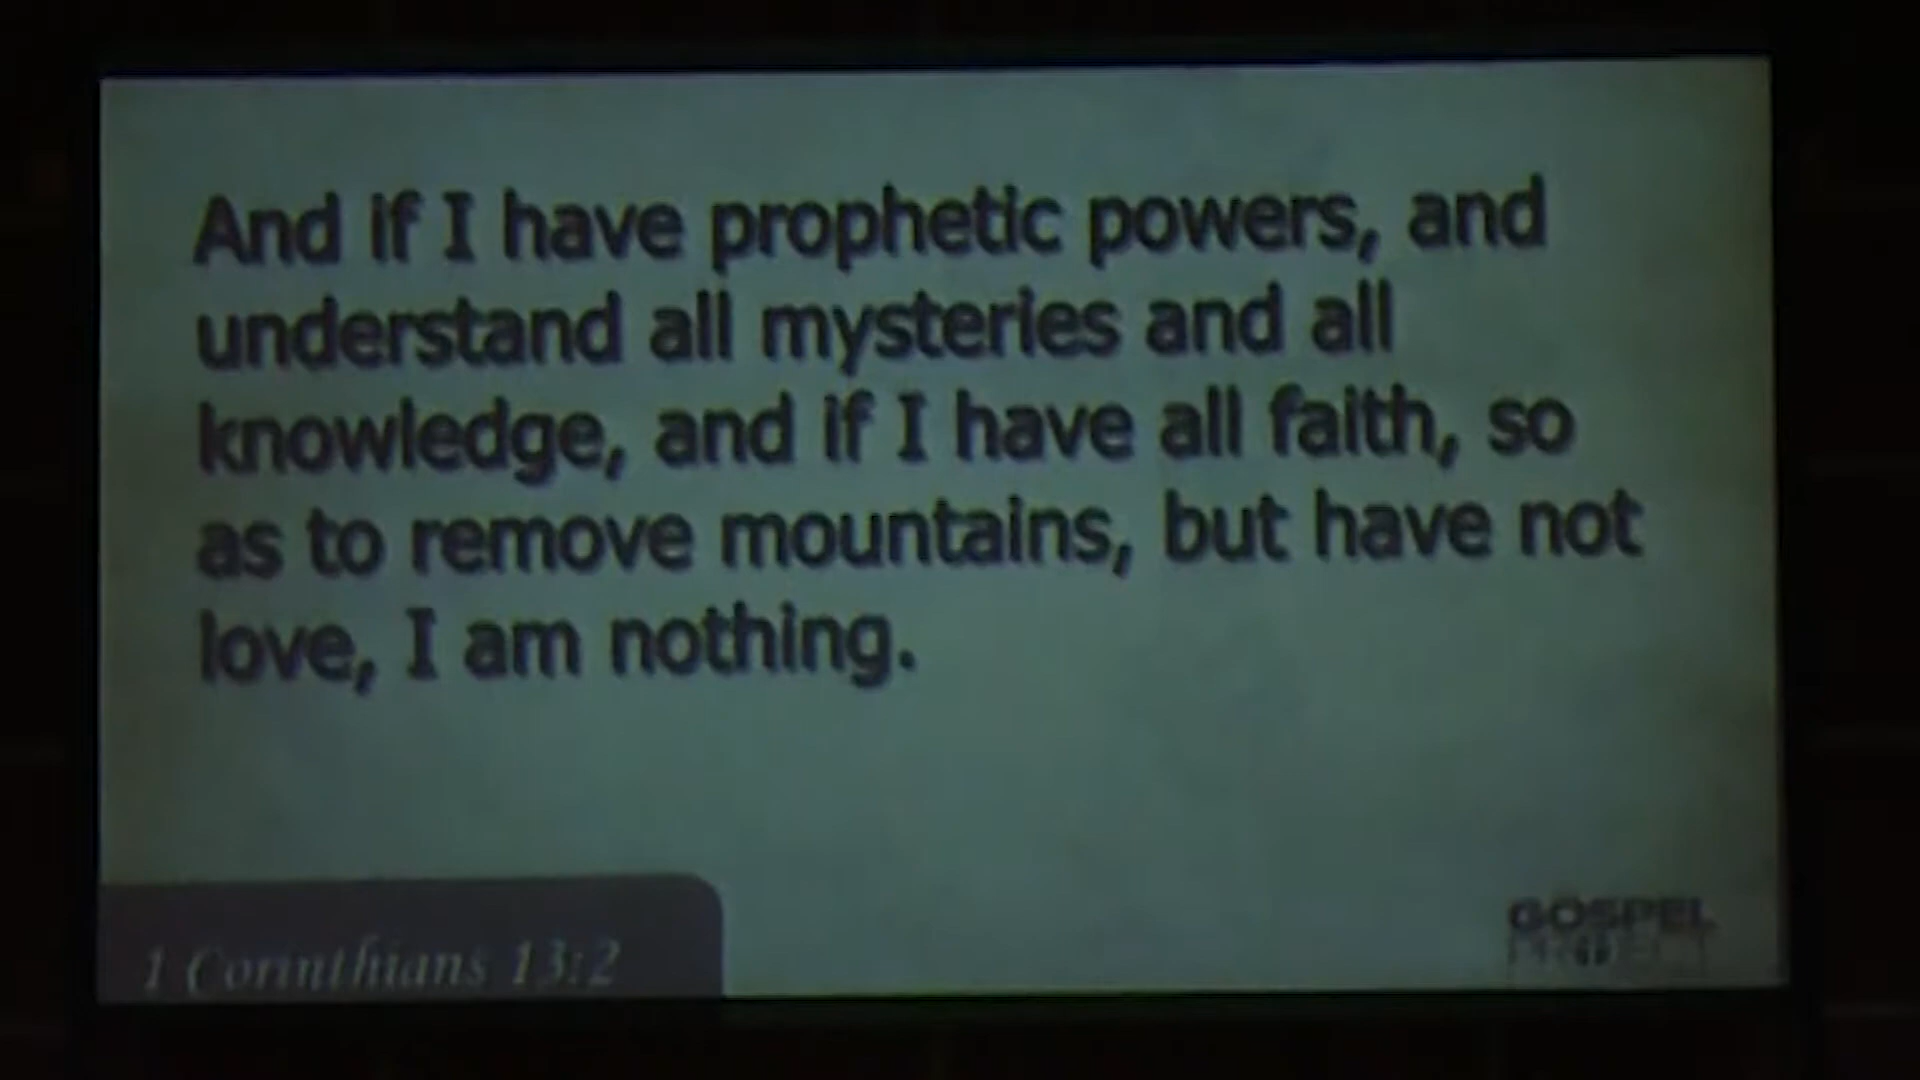 And if I have prophetic powers, and
understand all mysteries and all
knowledge, and if I have all faith, so
as to remove mountains, but have not
love, I am nothing.
1 Corinthians 13:2
GOSPEL